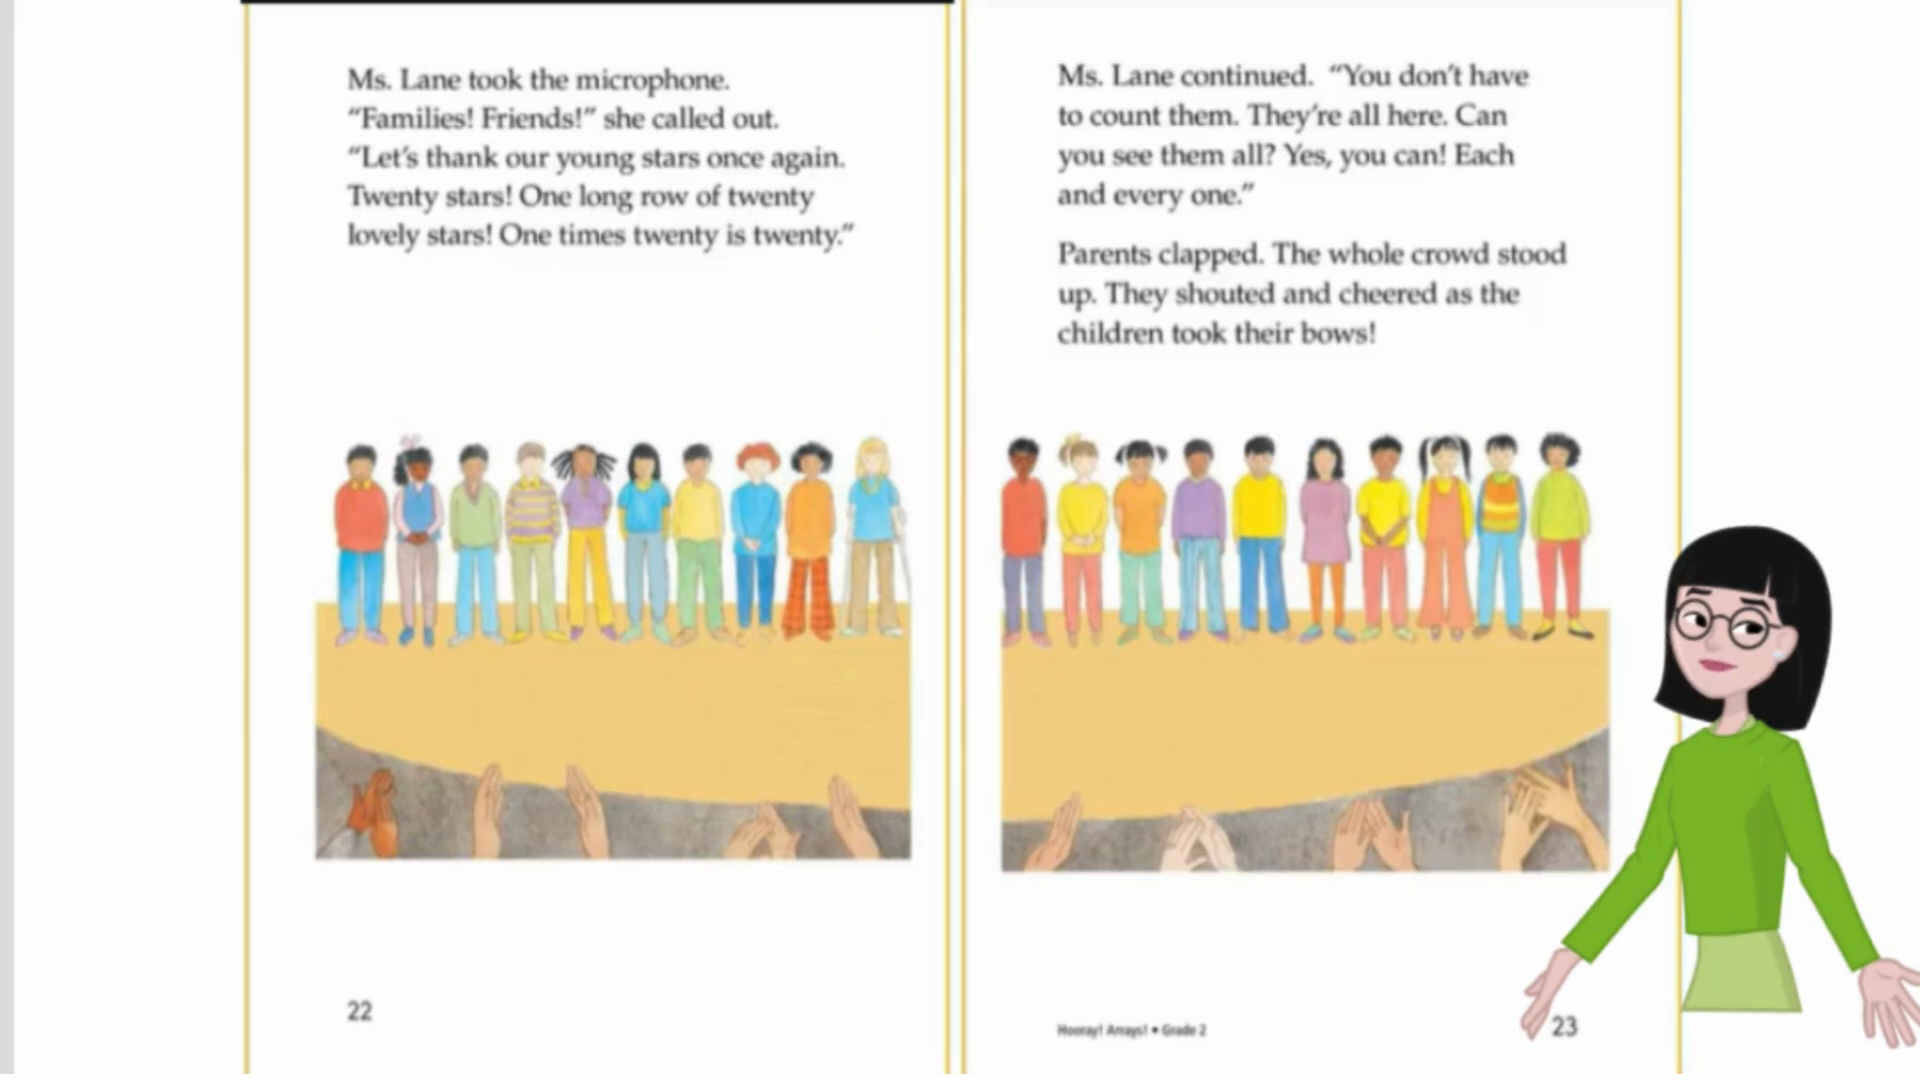 Ms. Lane took the microphone.
“Families! Friends!” she called out.
“Let’s thank our young stars once again.
Twenty stars! One long row of twenty
lovely stars! One times twenty is twenty.”
22
Ms. Lane continued. “You don’t have
to count them. They’re all here. Can
you see them all? Yes, you can! Each
and every one.”
Parents clapped. The whole crowd stood
up. They shouted and cheered as the
children took their bows!
Hooray! Arrays! • Grade 2
23